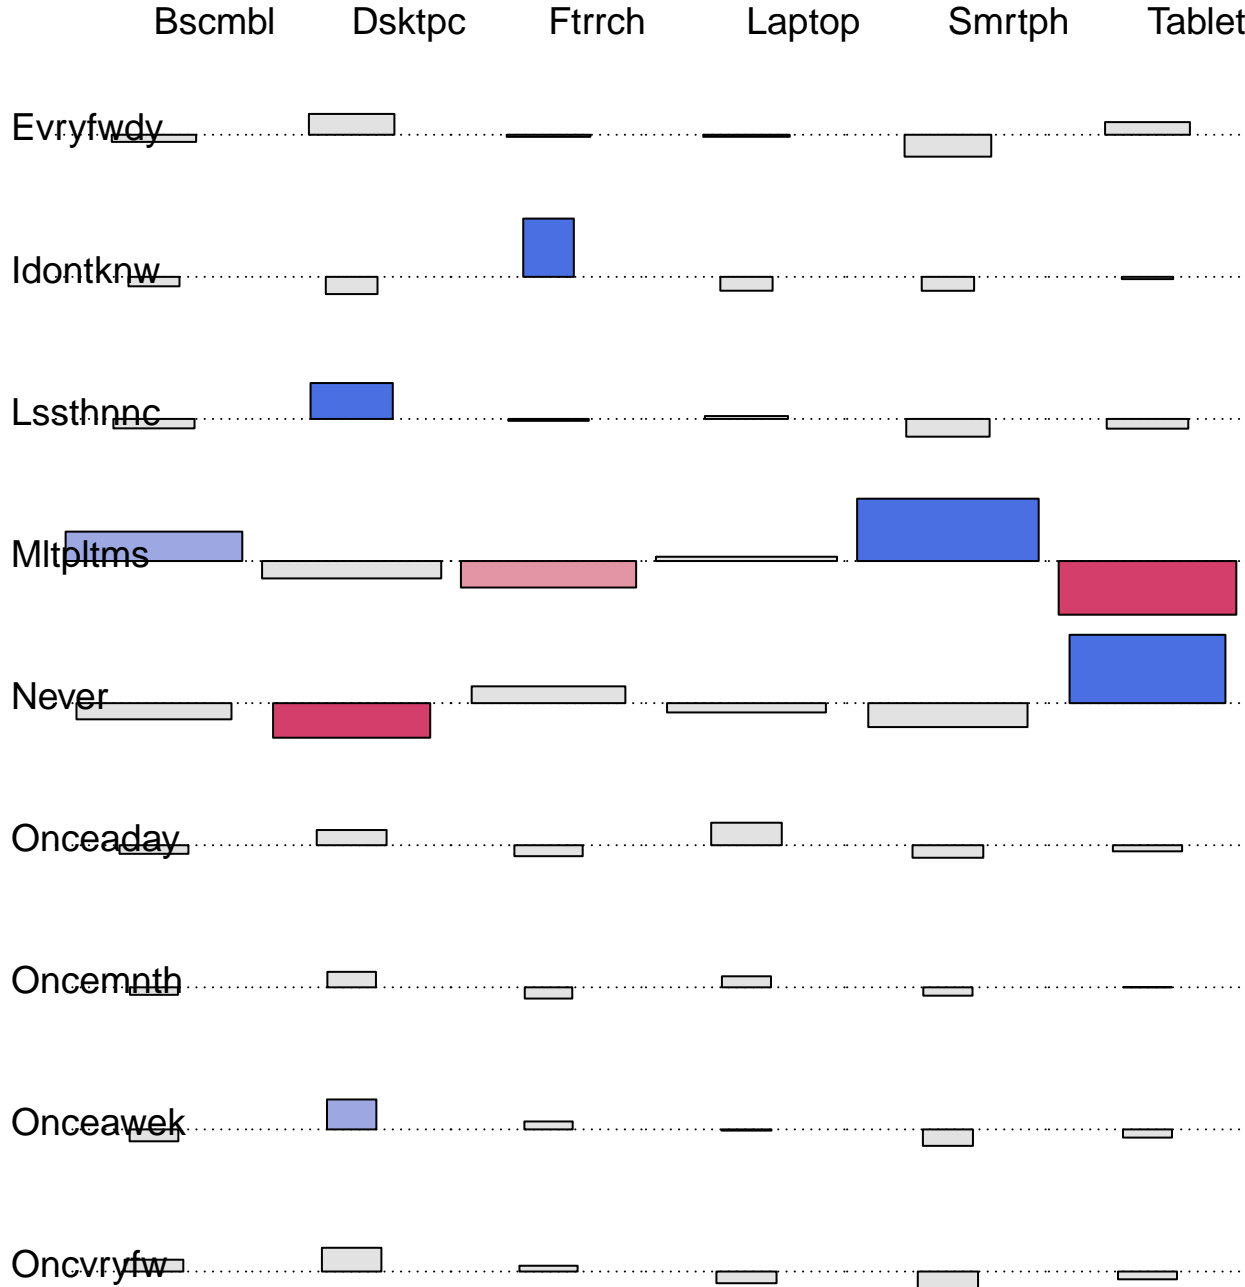 Bscmbl Dsktpc Ftrrch Laptop Smrtph Tablet
Evryfwdy
Idontknw
Lssthnnc
Mltpltms
Never
Onceaday
Oncemnth
Onceawek
Oncvryfw